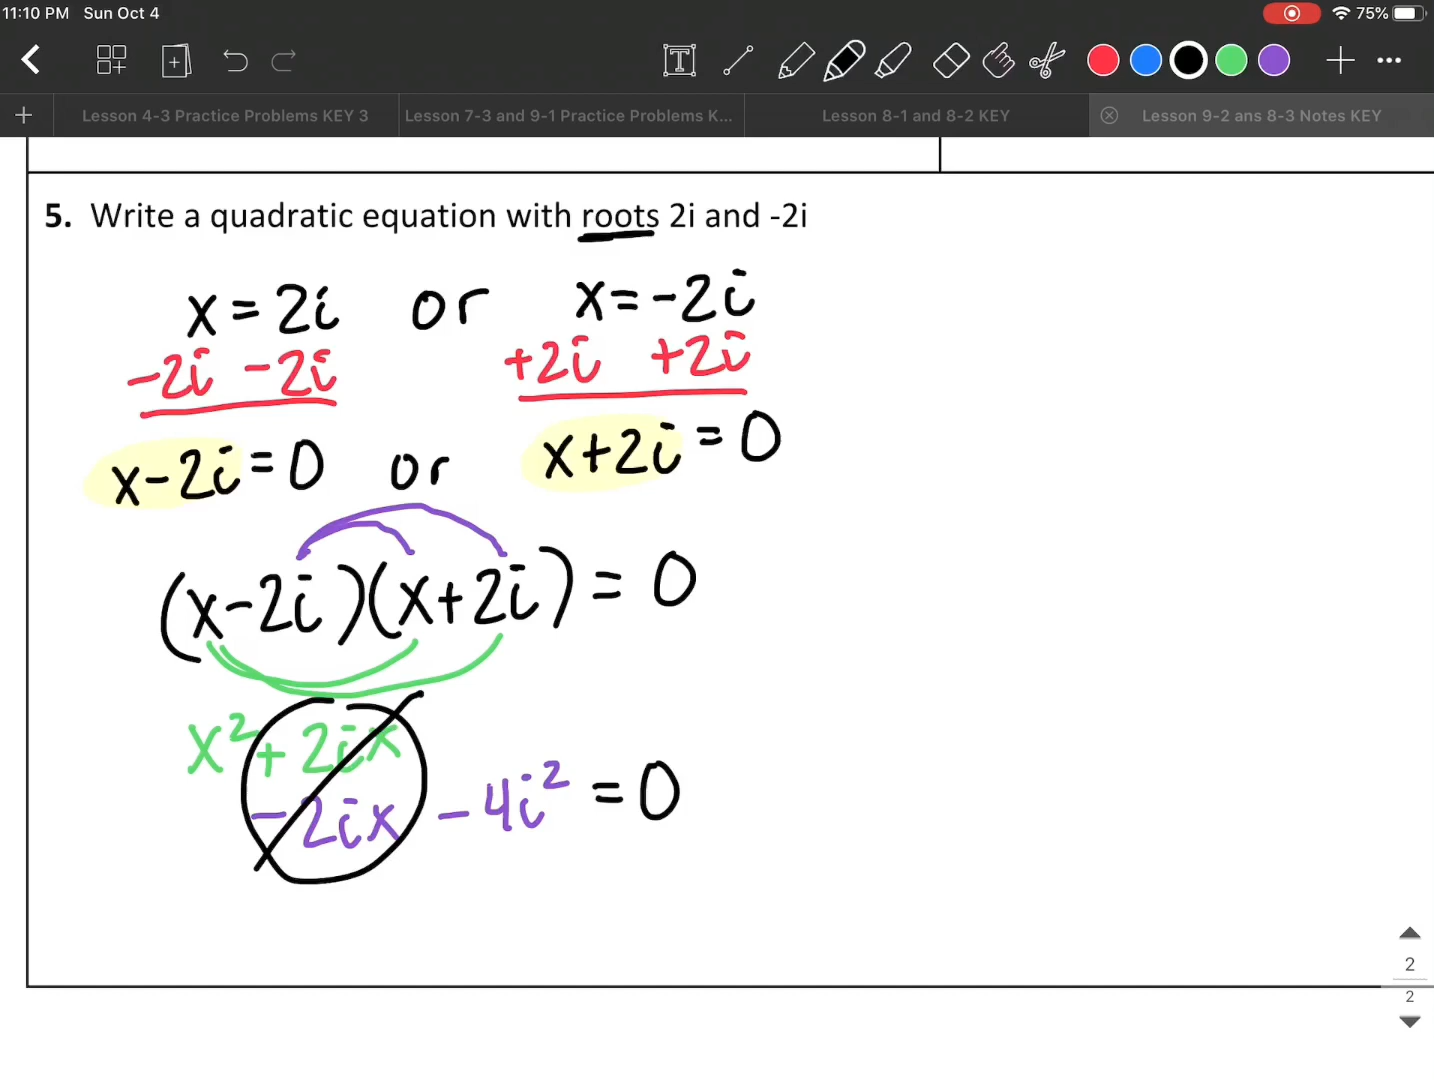 11:10 PM Sun Oct 4 75%
Lesson 4-3 Practice Problems KEY 3 Lesson 7-3 and 9-1 Practice Problems K... Lesson 8-1 and 8-2 KEY Lesson 9-2 ans 8-3 Notes KEY
5. Write a quadratic equation with roots 2i and -2i
x = 2i or x = -2i
-2i -2i +2i +2i
x-2i = 0 or x+2i = 0
(x-2i)(x+2i) = 0
x² + 2ix
-2ix - 4i² = 0
2
2